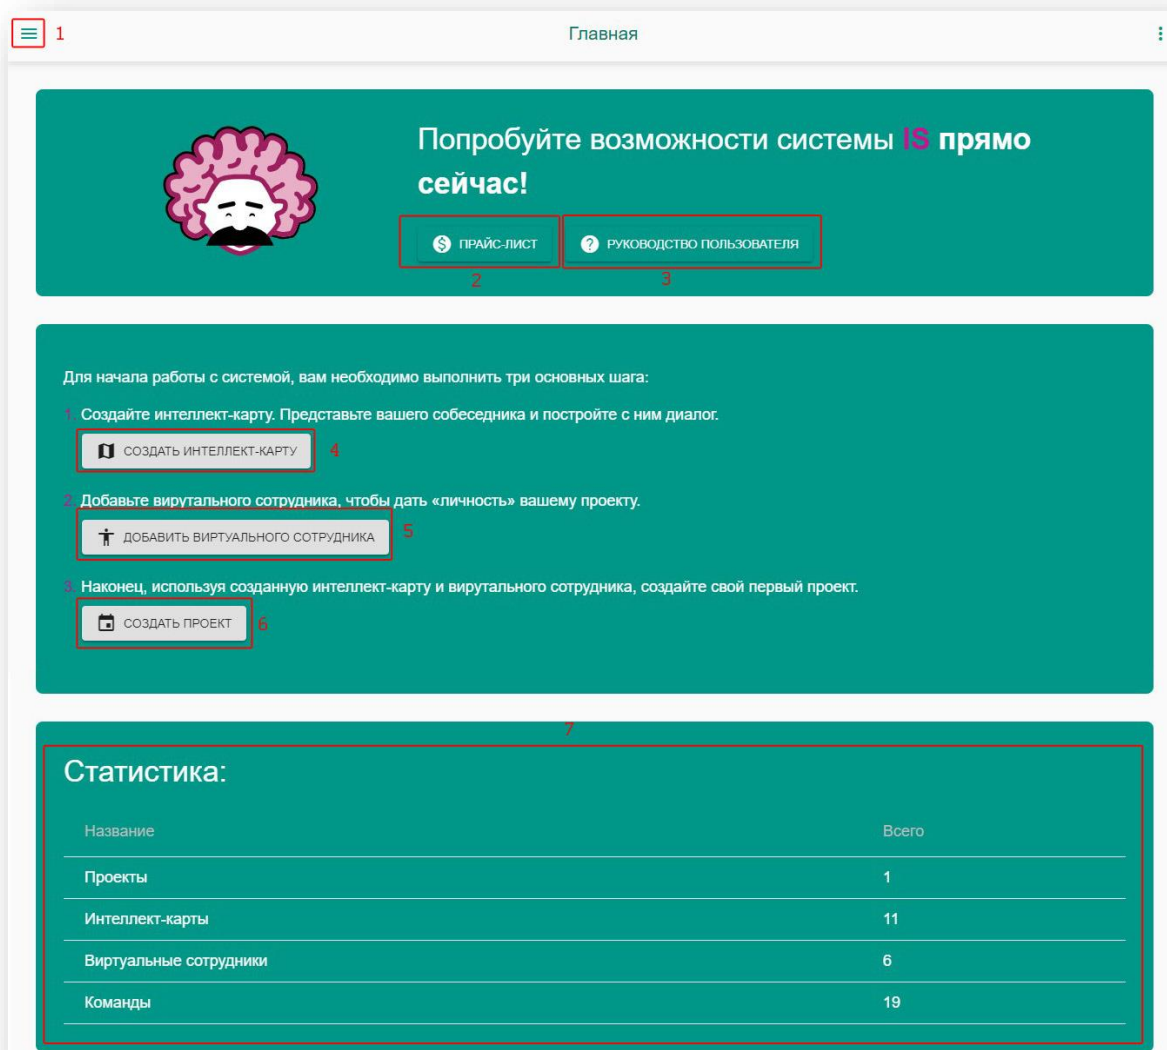 1
Главная
Попробуйте возможности системы IS прямо
сейчас!
ПРАЙС-ЛИСТ
РУКОВОДСТВО ПОЛЬЗОВАТЕЛЯ
2
3
Для начала работы с системой, вам необходимо выполнить три основных шага:
1. Создайте интеллект-карту. Представьте вашего собеседника и постройте с ним диалог.
СОЗДАТЬ ИНТЕЛЛЕКТ-КАРТУ
4
2. Добавьте вирутального сотрудника, чтобы дать «личность» вашему проекту.
ДОБАВИТЬ ВИРТУАЛЬНОГО СОТРУДНИКА
5
3. Наконец, используя созданную интеллект-карту и вирутального сотрудника, создайте свой первый проект.
СОЗДАТЬ ПРОЕКТ
6
7
Статистика:
Название Всего
Проекты 1
Интеллект-карты 11
Виртуальные сотрудники 6
Команды 19